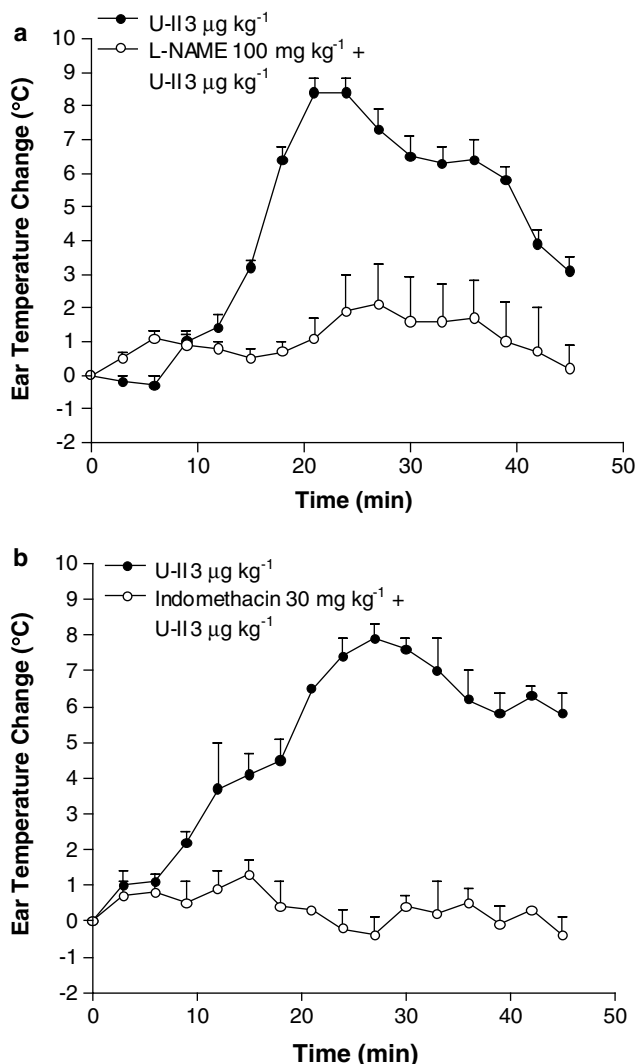 a
U-II 3 µg kg-1
L-NAME 100 mg kg-1 +
U-II 3 µg kg-1
Ear Temperature Change (°C)
10
9
8
7
6
5
4
3
2
1
0
-1
-2
0 10 20 30 40 50
Time (min)
b
U-II 3 µg kg-1
Indomethacin 30 mg kg-1 +
U-II 3 µg kg-1
Ear Temperature Change (°C)
10
9
8
7
6
5
4
3
2
1
0
-1
-2
0 10 20 30 40 50
Time (min)